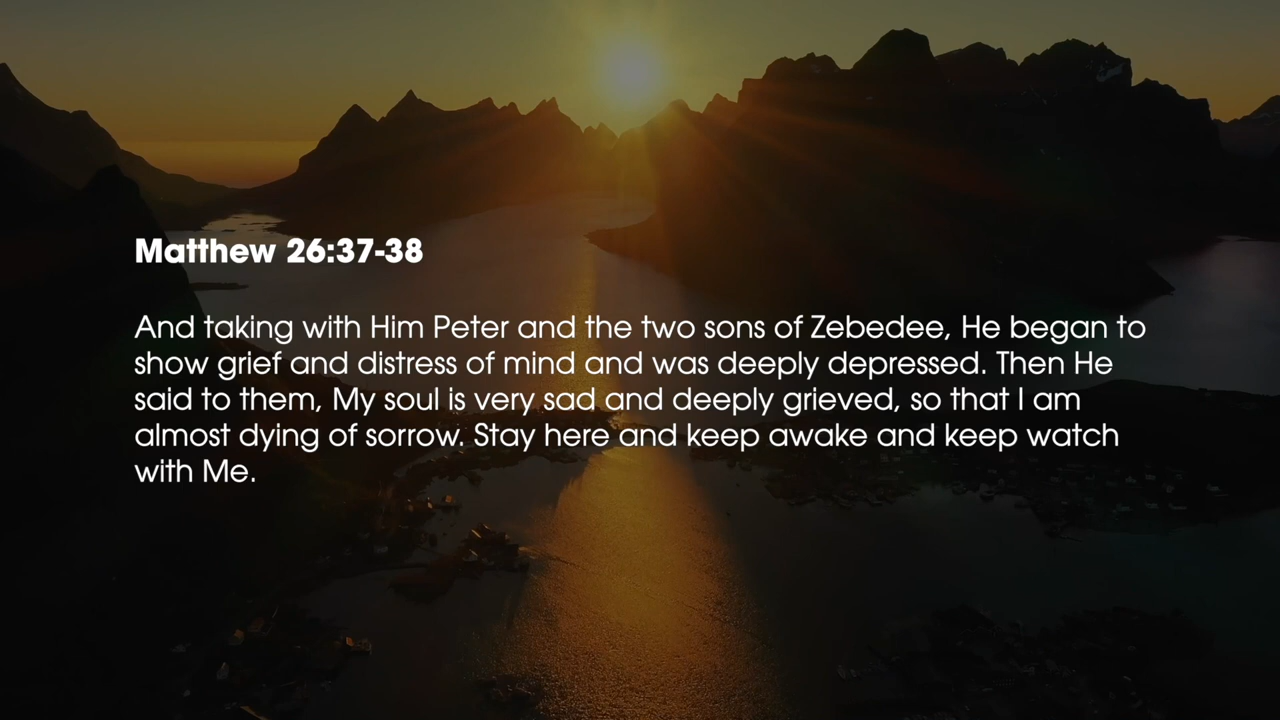 Matthew 26:37-38
And taking with Him Peter and the two sons of Zebedee, He began to
show grief and distress of mind and was deeply depressed. Then He
said to them, My soul is very sad and deeply grieved, so that I am
almost dying of sorrow. Stay here and keep awake and keep watch
with Me.